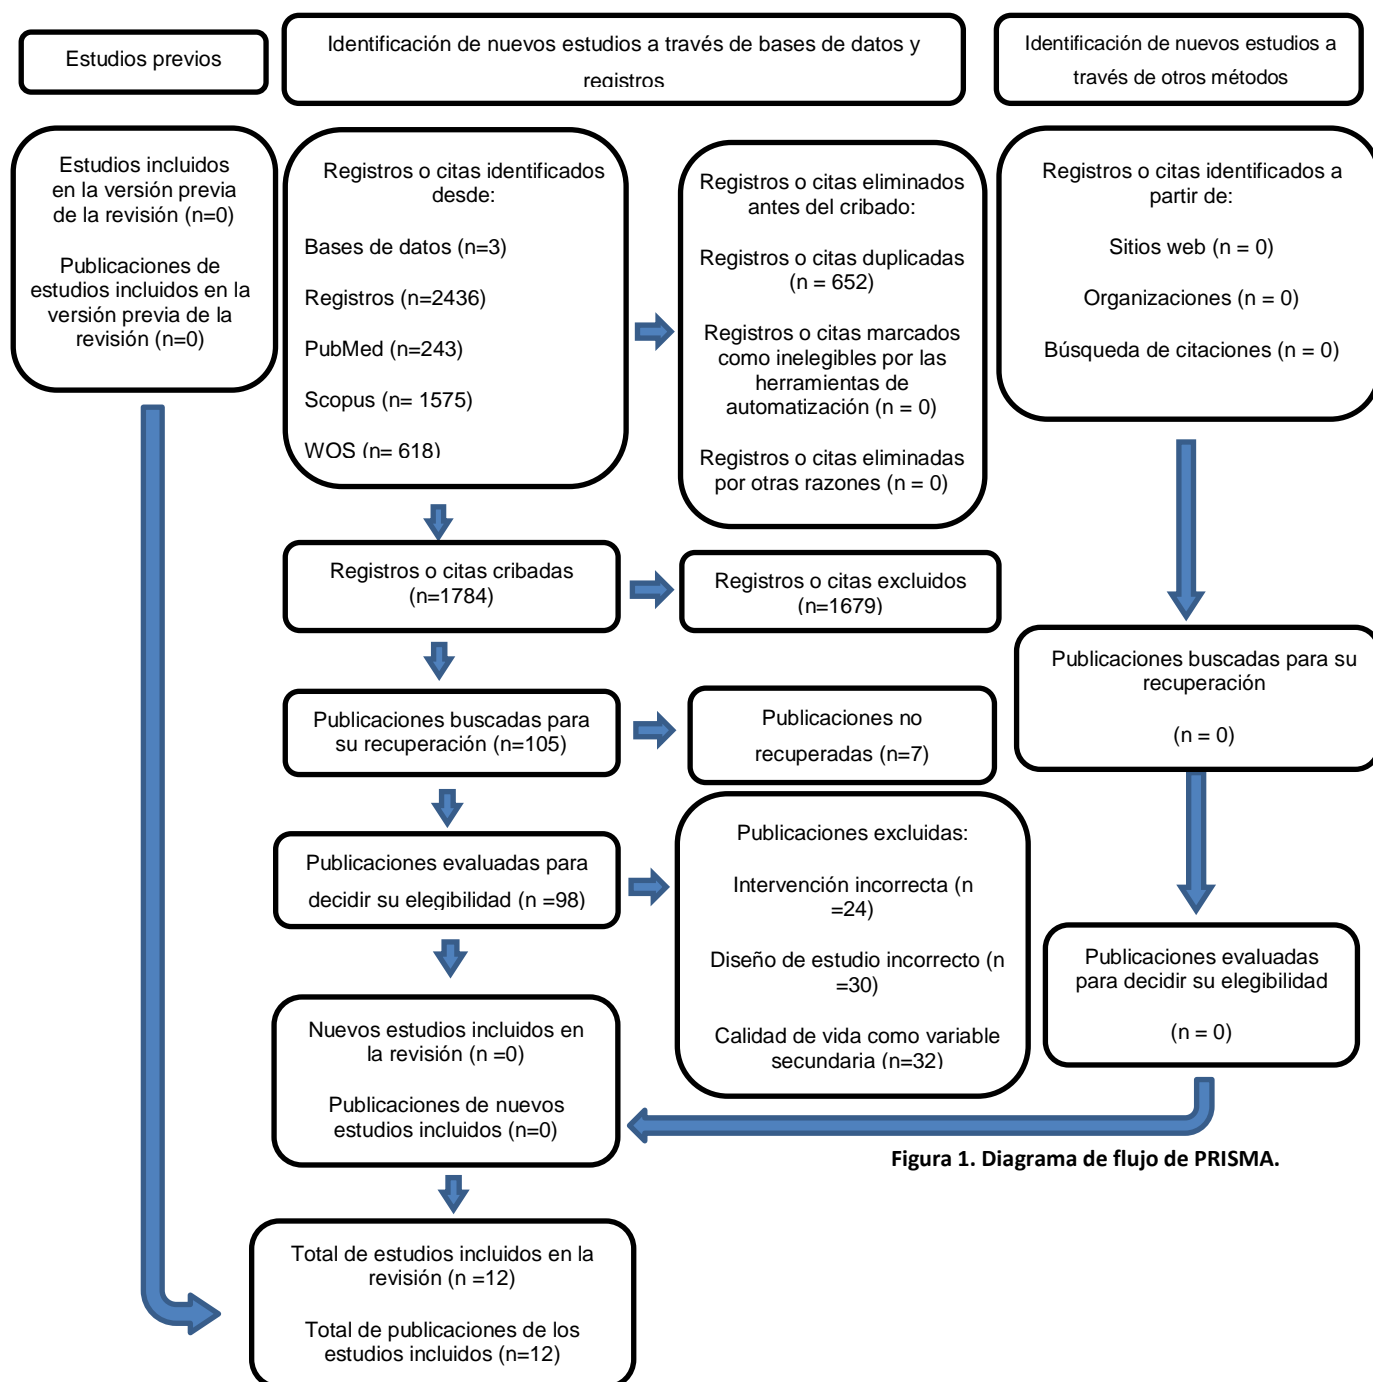 Estudios previos
Identificación de nuevos estudios a través de bases de datos y
registros
Identificación de nuevos estudios a
través de otros métodos
Estudios incluidos
en la versión previa
de la revisión (n=0)
Publicaciones de
estudios incluidos en la
versión previa de la
revisión (n=0)
Registros o citas identificados
desde:
Bases de datos (n=3)
Registros (n=2436)
PubMed (n=243)
Scopus (n= 1575)
WOS (n= 618)
Registros o citas eliminados
antes del cribado:
Registros o citas duplicadas
(n = 652)
Registros o citas marcados
como inelegibles por las
herramientas de
automatización (n = 0)
Registros o citas eliminadas
por otras razones (n = 0)
Registros o citas identificados a
partir de:
Sitios web (n = 0)
Organizaciones (n = 0)
Búsqueda de citaciones (n = 0)
Registros o citas cribadas
(n=1784)
Registros o citas excluidos
(n=1679)
Publicaciones buscadas para
su recuperación (n=105)
Publicaciones no
recuperadas (n=7)
Publicaciones buscadas para su
recuperación
(n = 0)
Publicaciones evaluadas para
decidir su elegibilidad (n =98)
Publicaciones excluidas:
Intervención incorrecta (n
=24)
Diseño de estudio incorrecto (n
=30)
Calidad de vida como variable
secundaria (n=32)
Publicaciones evaluadas
para decidir su elegibilidad
(n = 0)
Nuevos estudios incluidos en
la revisión (n =0)
Publicaciones de nuevos
estudios incluidos (n=0)
Figura 1. Diagrama de flujo de PRISMA.
Total de estudios incluidos en la
revisión (n =12)
Total de publicaciones de los
estudios incluidos (n=12)